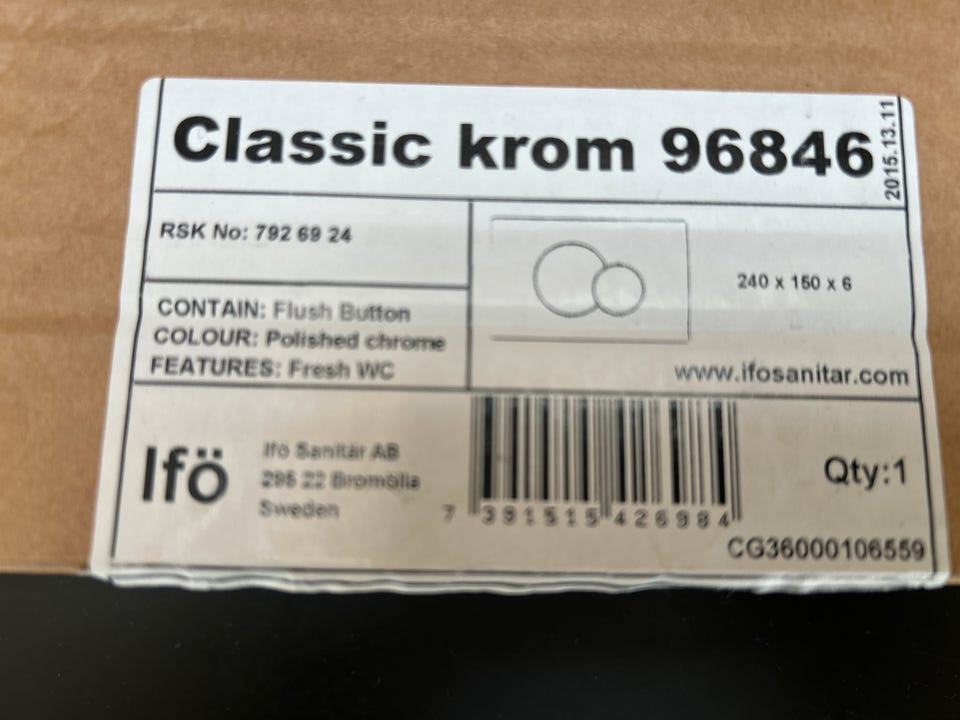 Classic krom 96846
2015.13.11
RSK No: 792 69 24
240 x 150 x 6
CONTAIN: Flush Button
COLOUR: Polished chrome
FEATURES: Fresh WC
www.ifosanitar.com
Ifö
Ifö Sanitär AB
295 22 Bromölla
Sweden
7 391515 426984
Qty:1
CG36000106559